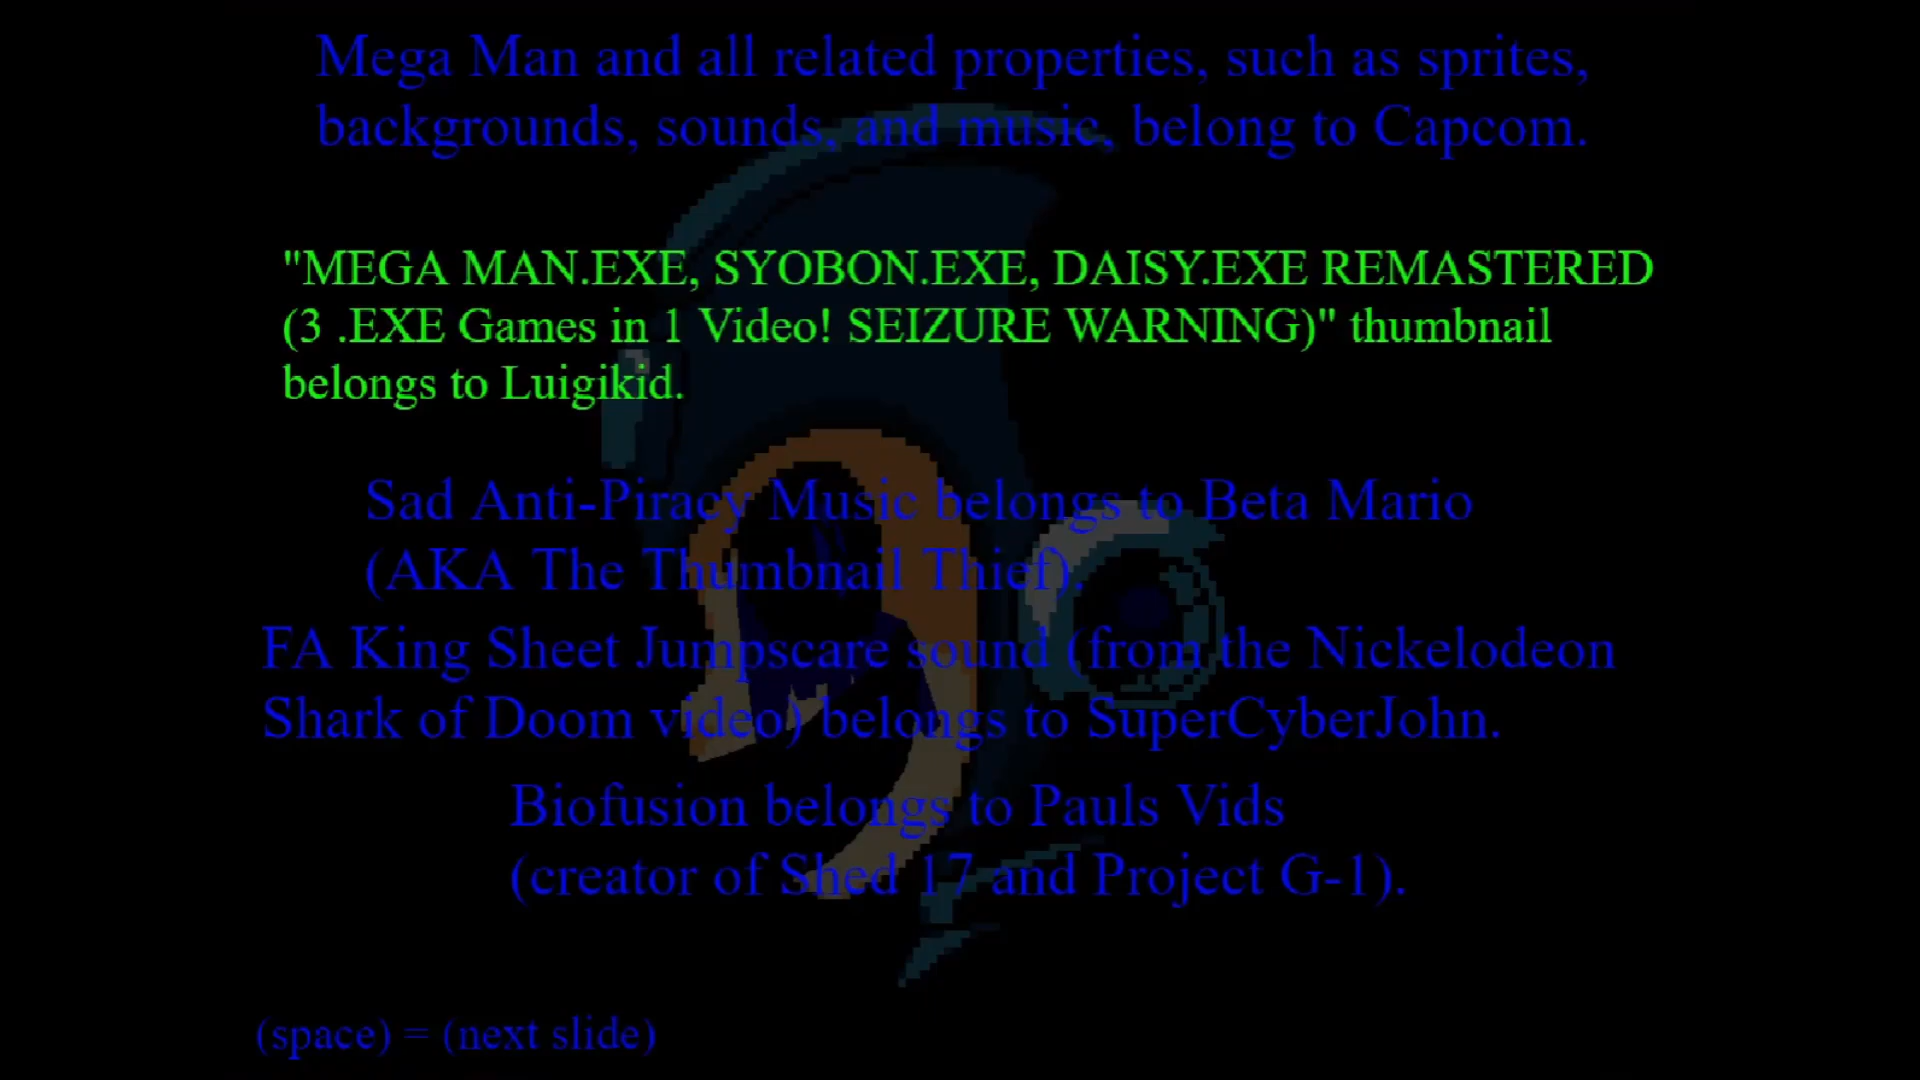 Mega Man and all related properties, such as sprites,
backgrounds, sounds, and music, belong to Capcom.
"MEGA MAN.EXE, SYOBON.EXE, DAISY.EXE REMASTERED
(3 .EXE Games in 1 Video! SEIZURE WARNING)" thumbnail
belongs to Luigikid.
Sad Anti-Piracy Music belongs to Beta Mario
(AKA The Thumbnail Thief).
FA King Sheet Jumpscare sound (from the Nickelodeon
Shark of Doom video) belongs to SuperCyberJohn.
Biofusion belongs to Pauls Vids
(creator of Shed 17 and Project G-1).
(space) = (next slide)